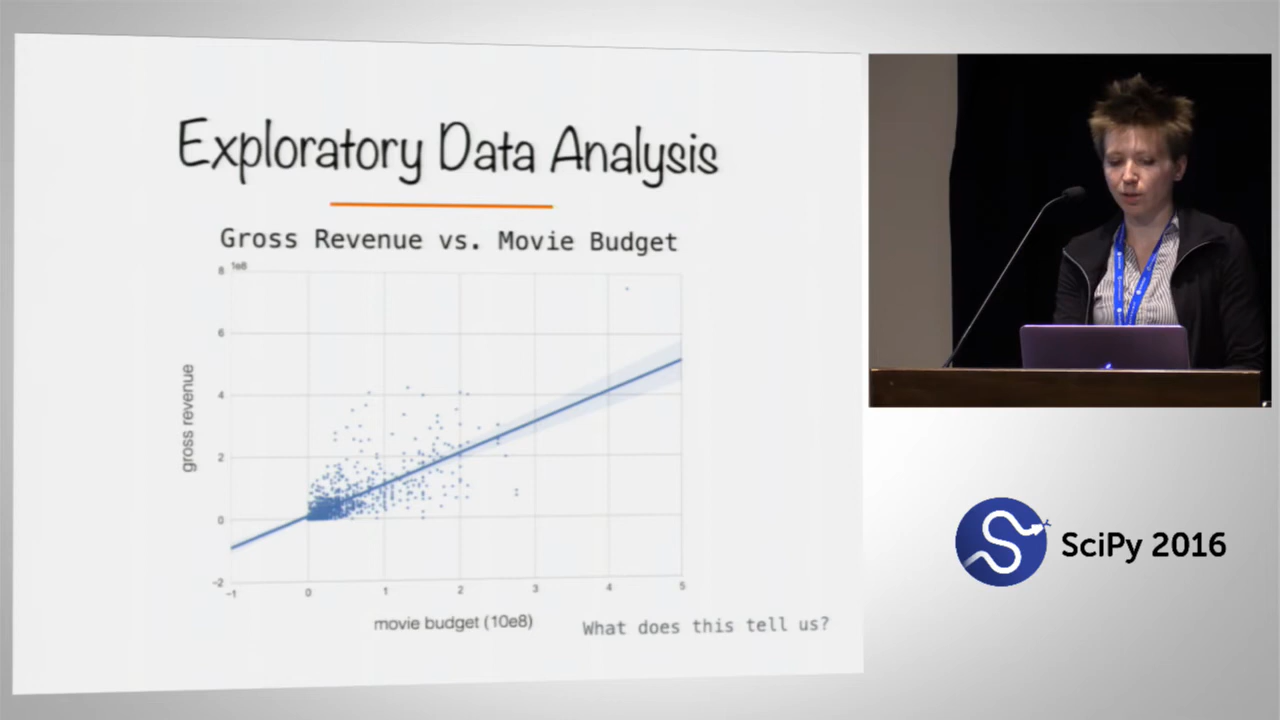 Exploratory Data Analysis
Gross Revenue vs. Movie Budget
1e8
8
6
4
2
0
-2
-1 0 1 2 3 4 5
gross revenue
movie budget (10e8)
What does this tell us?
SciPy 2016